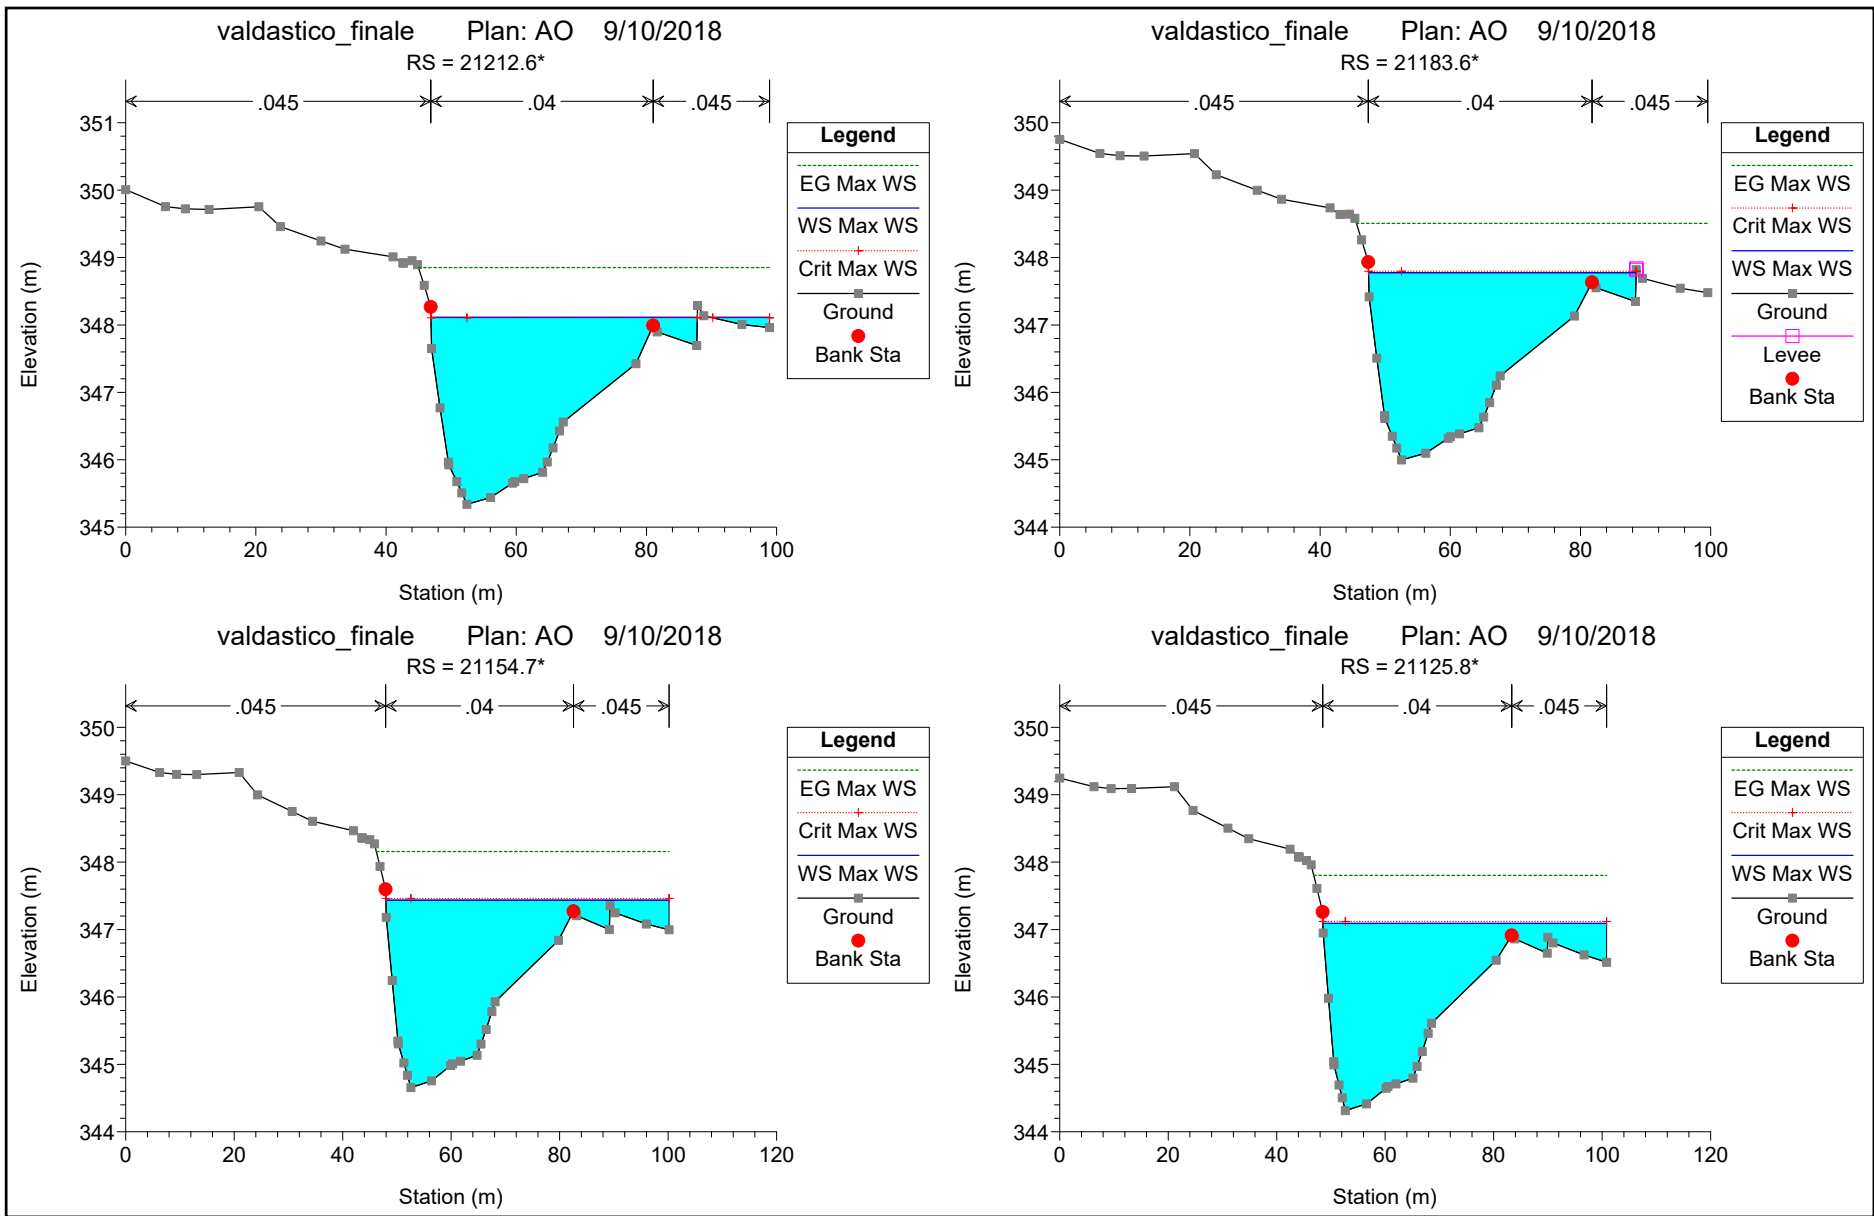 valdastico_finale Plan: AO 9/10/2018
RS = 21212.6*
.045 .04 .045
351
350
349
348
347
346
345
0 20 40 60 80 100
Elevation (m)
Station (m)
Legend
EG Max WS
WS Max WS
Crit Max WS
Ground
Bank Sta
valdastico_finale Plan: AO 9/10/2018
RS = 21183.6*
.045 .04 .045
350
349
348
347
346
345
344
0 20 40 60 80 100
Elevation (m)
Station (m)
Legend
EG Max WS
Crit Max WS
WS Max WS
Ground
Levee
Bank Sta
valdastico_finale Plan: AO 9/10/2018
RS = 21154.7*
.045 .04 .045
350
349
348
347
346
345
344
0 20 40 60 80 100 120
Elevation (m)
Station (m)
Legend
EG Max WS
Crit Max WS
WS Max WS
Ground
Bank Sta
valdastico_finale Plan: AO 9/10/2018
RS = 21125.8*
.045 .04 .045
350
349
348
347
346
345
344
0 20 40 60 80 100 120
Elevation (m)
Station (m)
Legend
EG Max WS
Crit Max WS
WS Max WS
Ground
Bank Sta